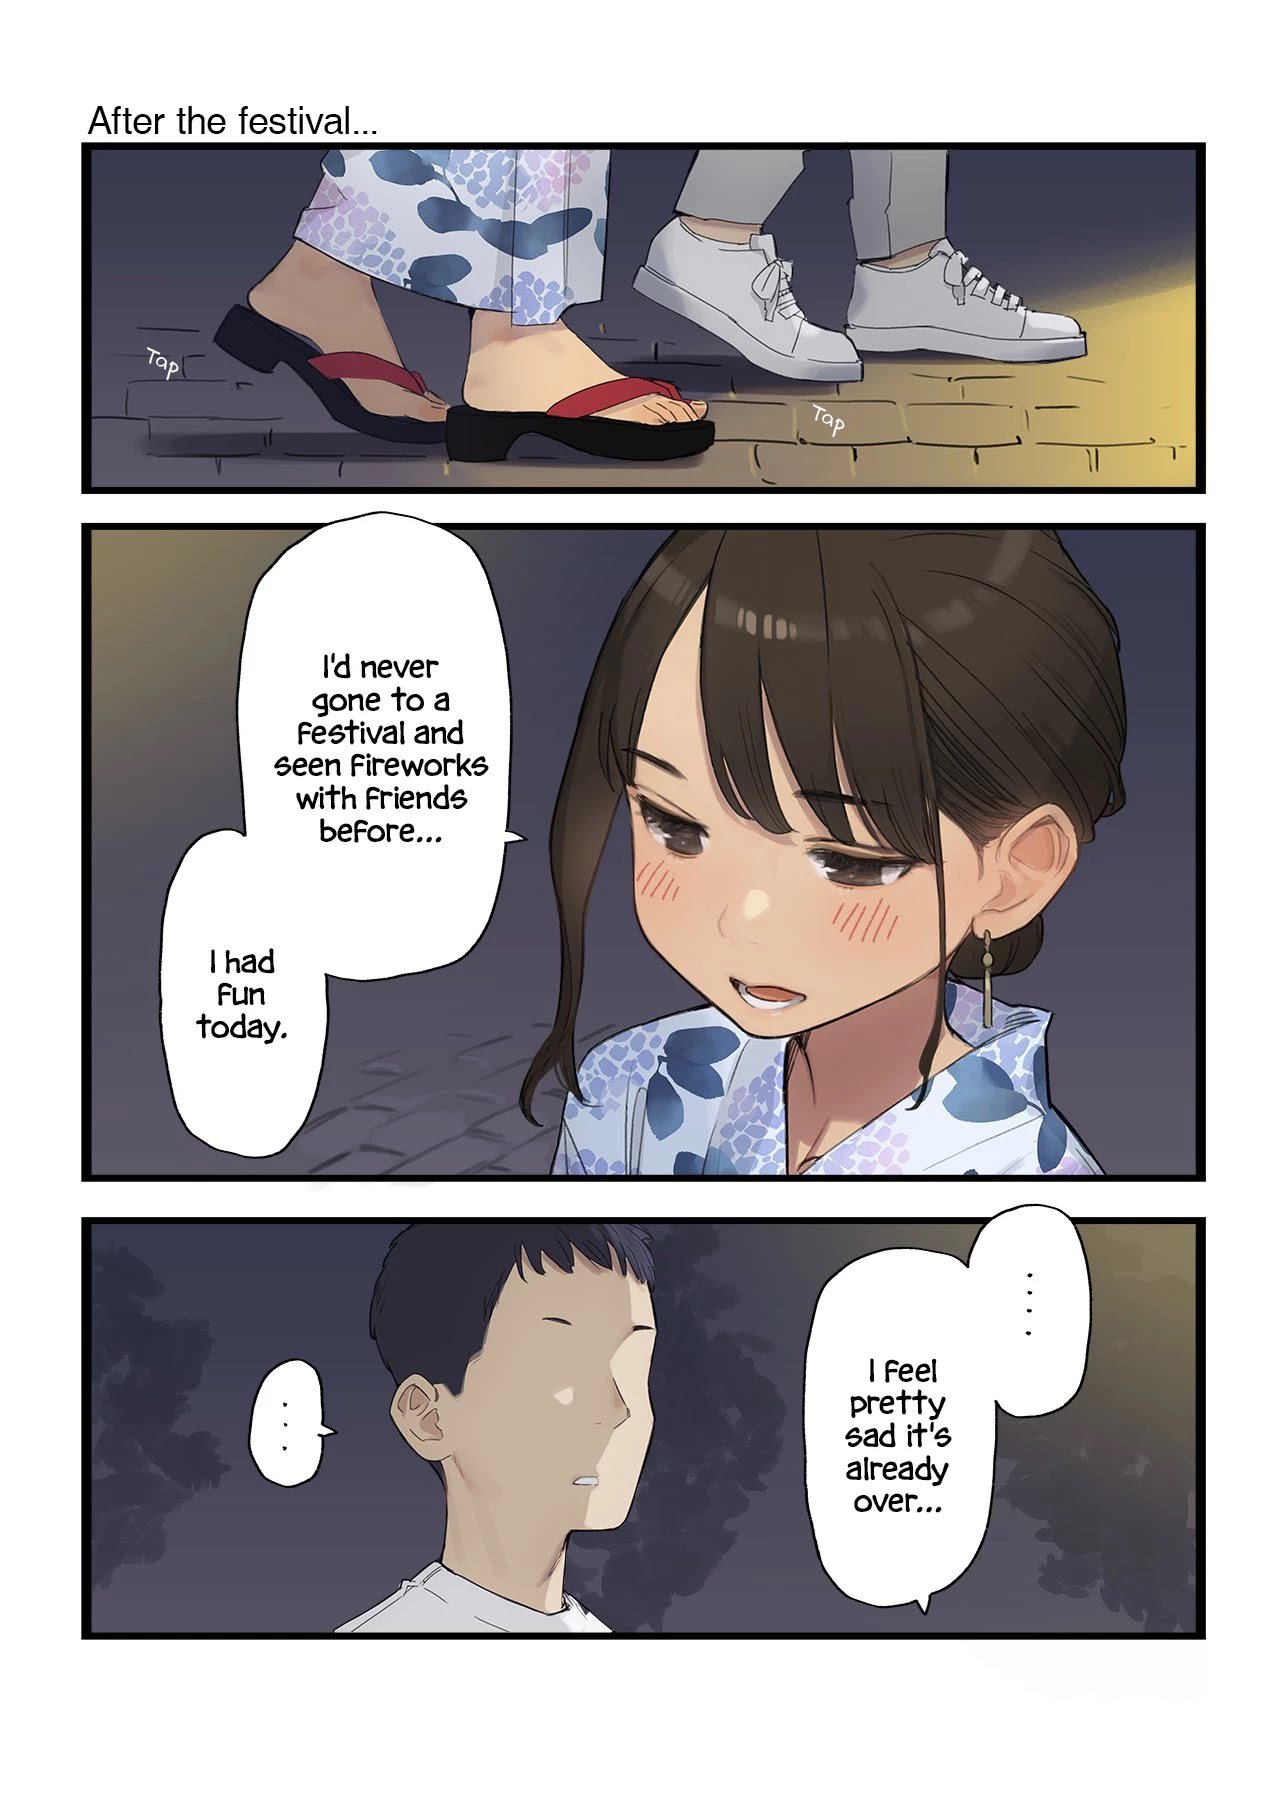 After the festival...
Tap
Tap
I'd never
gone to a
festival and
seen fireworks
with friends
before...
I had
fun
today.
....
I feel
pretty
sad it's
already
over...
...